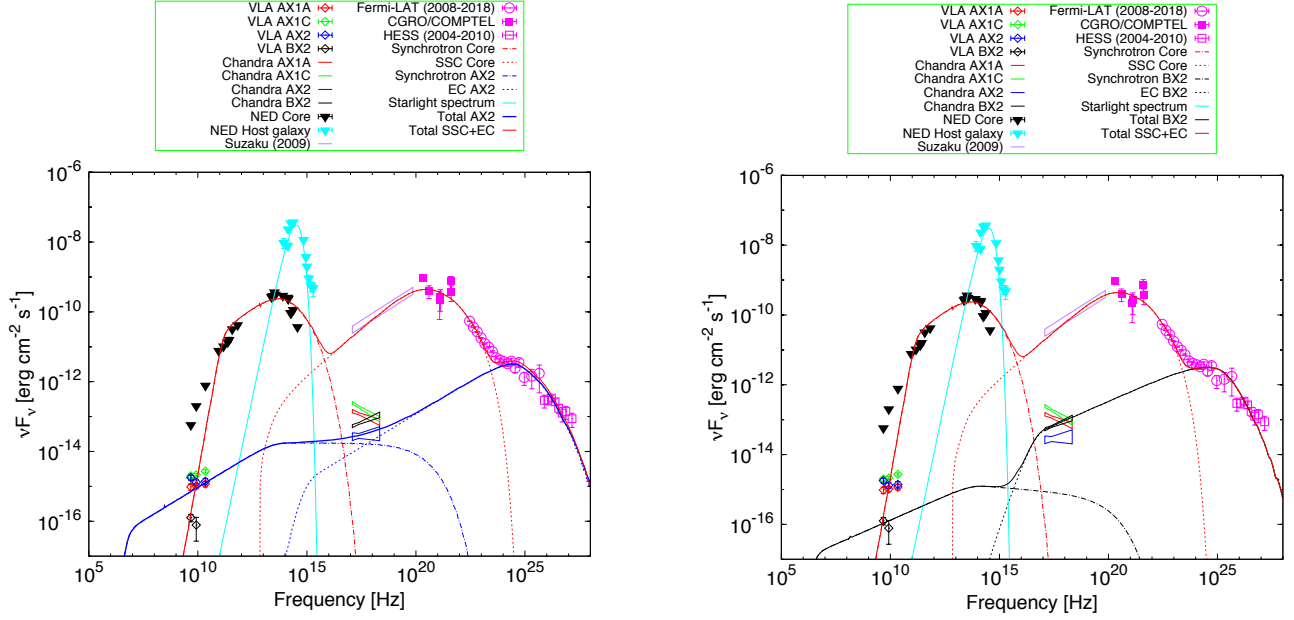 VLA AX1A
VLA AX1C
VLA AX2
VLA BX2
Chandra AX1A
Chandra AX1C
Chandra AX2
Chandra BX2
NED Core
NED Host galaxy
Suzaku (2009)
Fermi-LAT (2008-2018)
CGRO/COMPTEL
HESS (2004-2010)
Synchrotron Core
SSC Core
Synchrotron AX2
EC AX2
Starlight spectrum
Total AX2
Total SSC+EC
10^-6
10^-8
10^-10
10^-12
10^-14
10^-16
νFν [erg cm-2 s-1]
10^5 10^10 10^15 10^20 10^25
Frequency [Hz]
VLA AX1A
VLA AX1C
VLA AX2
VLA BX2
Chandra AX1A
Chandra AX1C
Chandra AX2
Chandra BX2
NED Core
NED Host galaxy
Suzaku (2009)
Fermi-LAT (2008-2018)
CGRO/COMPTEL
HESS (2004-2010)
Synchrotron Core
SSC Core
Synchrotron BX2
EC BX2
Starlight spectrum
Total BX2
Total SSC+EC
10^-6
10^-8
10^-10
10^-12
10^-14
10^-16
νFν [erg cm-2 s-1]
10^5 10^10 10^15 10^20 10^25
Frequency [Hz]